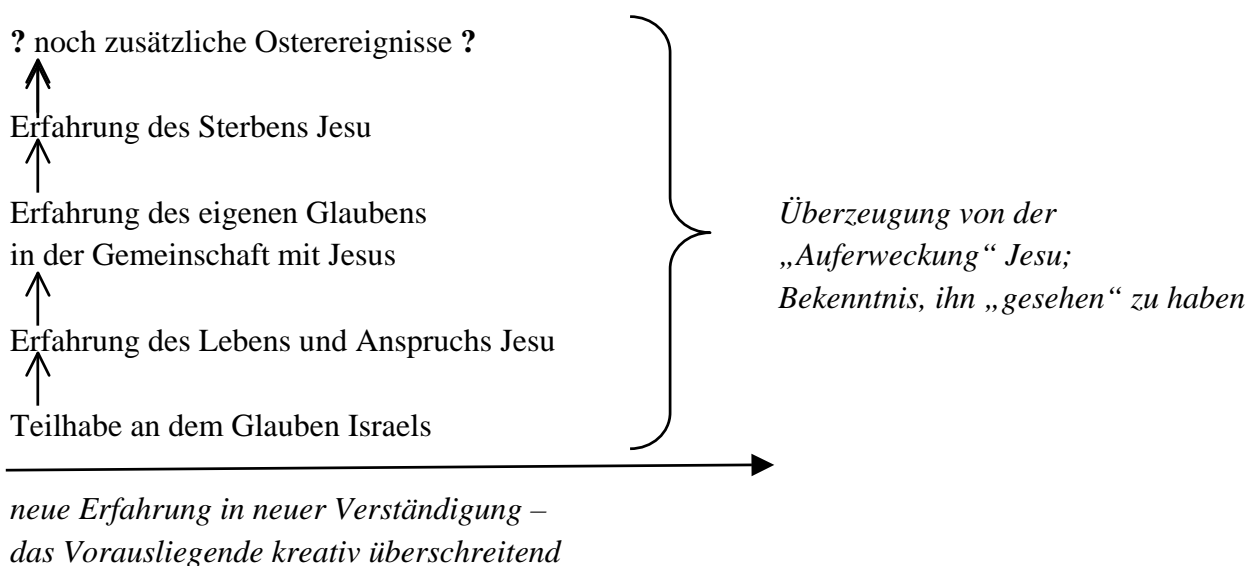 ? noch zusätzliche Osterereignisse ?
Erfahrung des Sterbens Jesu
Erfahrung des eigenen Glaubens
in der Gemeinschaft mit Jesus
Erfahrung des Lebens und Anspruchs Jesu
Teilhabe an dem Glauben Israels
Überzeugung von der
„Auferweckung“ Jesu;
Bekenntnis, ihn „gesehen“ zu haben
neue Erfahrung in neuer Verständigung –
das Vorausliegende kreativ überschreitend